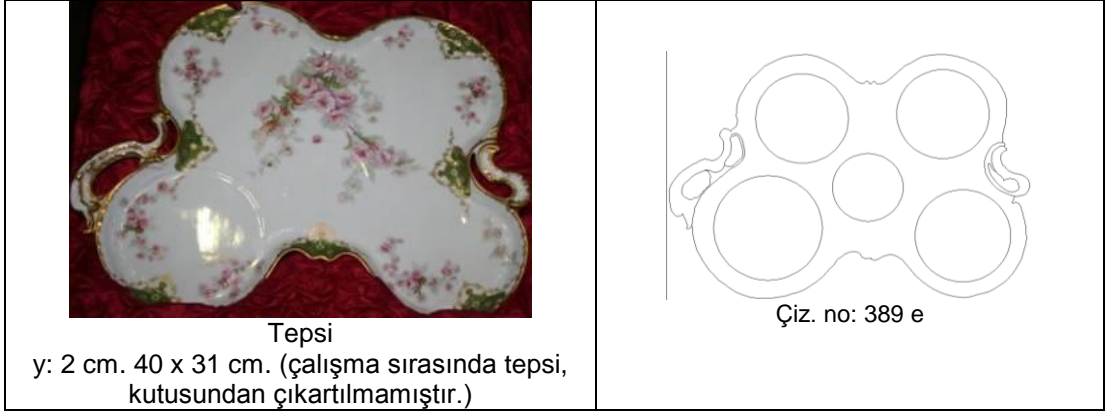 Tepsi
y: 2 cm. 40 x 31 cm. (çalışma sırasında tepsi,
kutusundan çıkartılmamıştır.)
Çiz. no: 389 e